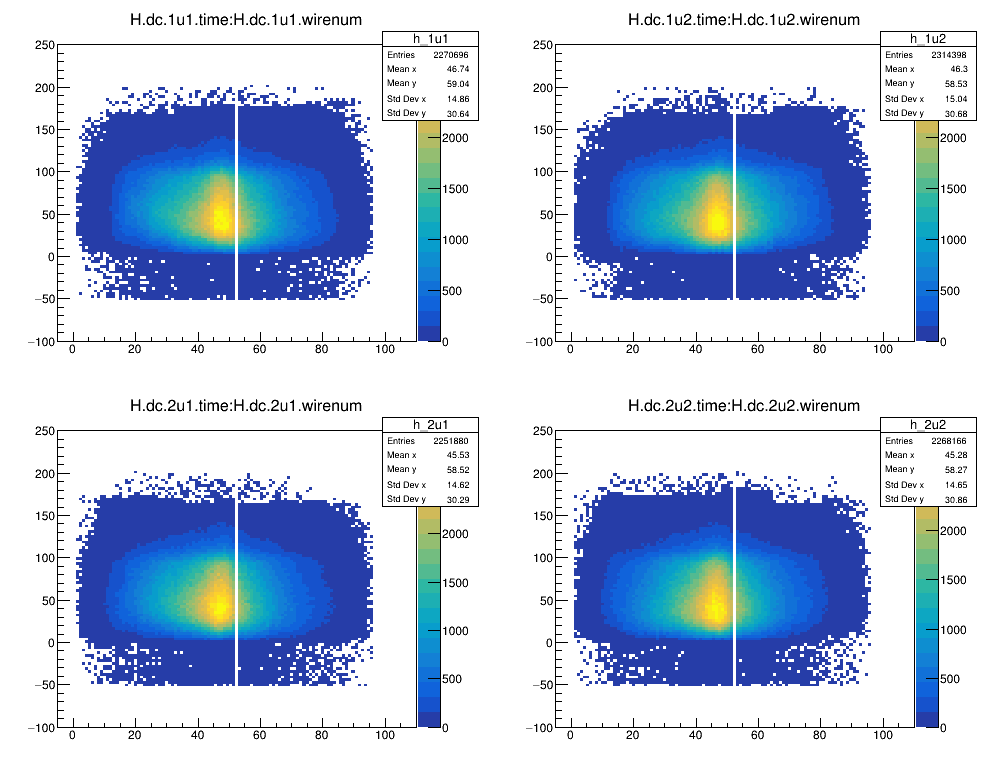 H.dc.1u1.time:H.dc.1u1.wirenum
h_1u1
Entries 2270696
Mean x 46.74
Mean y 59.04
Std Dev x 14.86
Std Dev y 30.64
250
200
150
100
50
0
−50
−100
0 20 40 60 80 100
2000
1500
1000
500
0
H.dc.1u2.time:H.dc.1u2.wirenum
h_1u2
Entries 2314398
Mean x 46.3
Mean y 58.53
Std Dev x 15.04
Std Dev y 30.68
250
200
150
100
50
0
−50
−100
0 20 40 60 80 100
2000
1500
1000
500
0
H.dc.2u1.time:H.dc.2u1.wirenum
h_2u1
Entries 2251880
Mean x 45.53
Mean y 58.52
Std Dev x 14.62
Std Dev y 30.29
250
200
150
100
50
0
−50
−100
0 20 40 60 80 100
2000
1500
1000
500
0
H.dc.2u2.time:H.dc.2u2.wirenum
h_2u2
Entries 2268166
Mean x 45.28
Mean y 58.27
Std Dev x 14.65
Std Dev y 30.86
250
200
150
100
50
0
−50
−100
0 20 40 60 80 100
2000
1500
1000
500
0